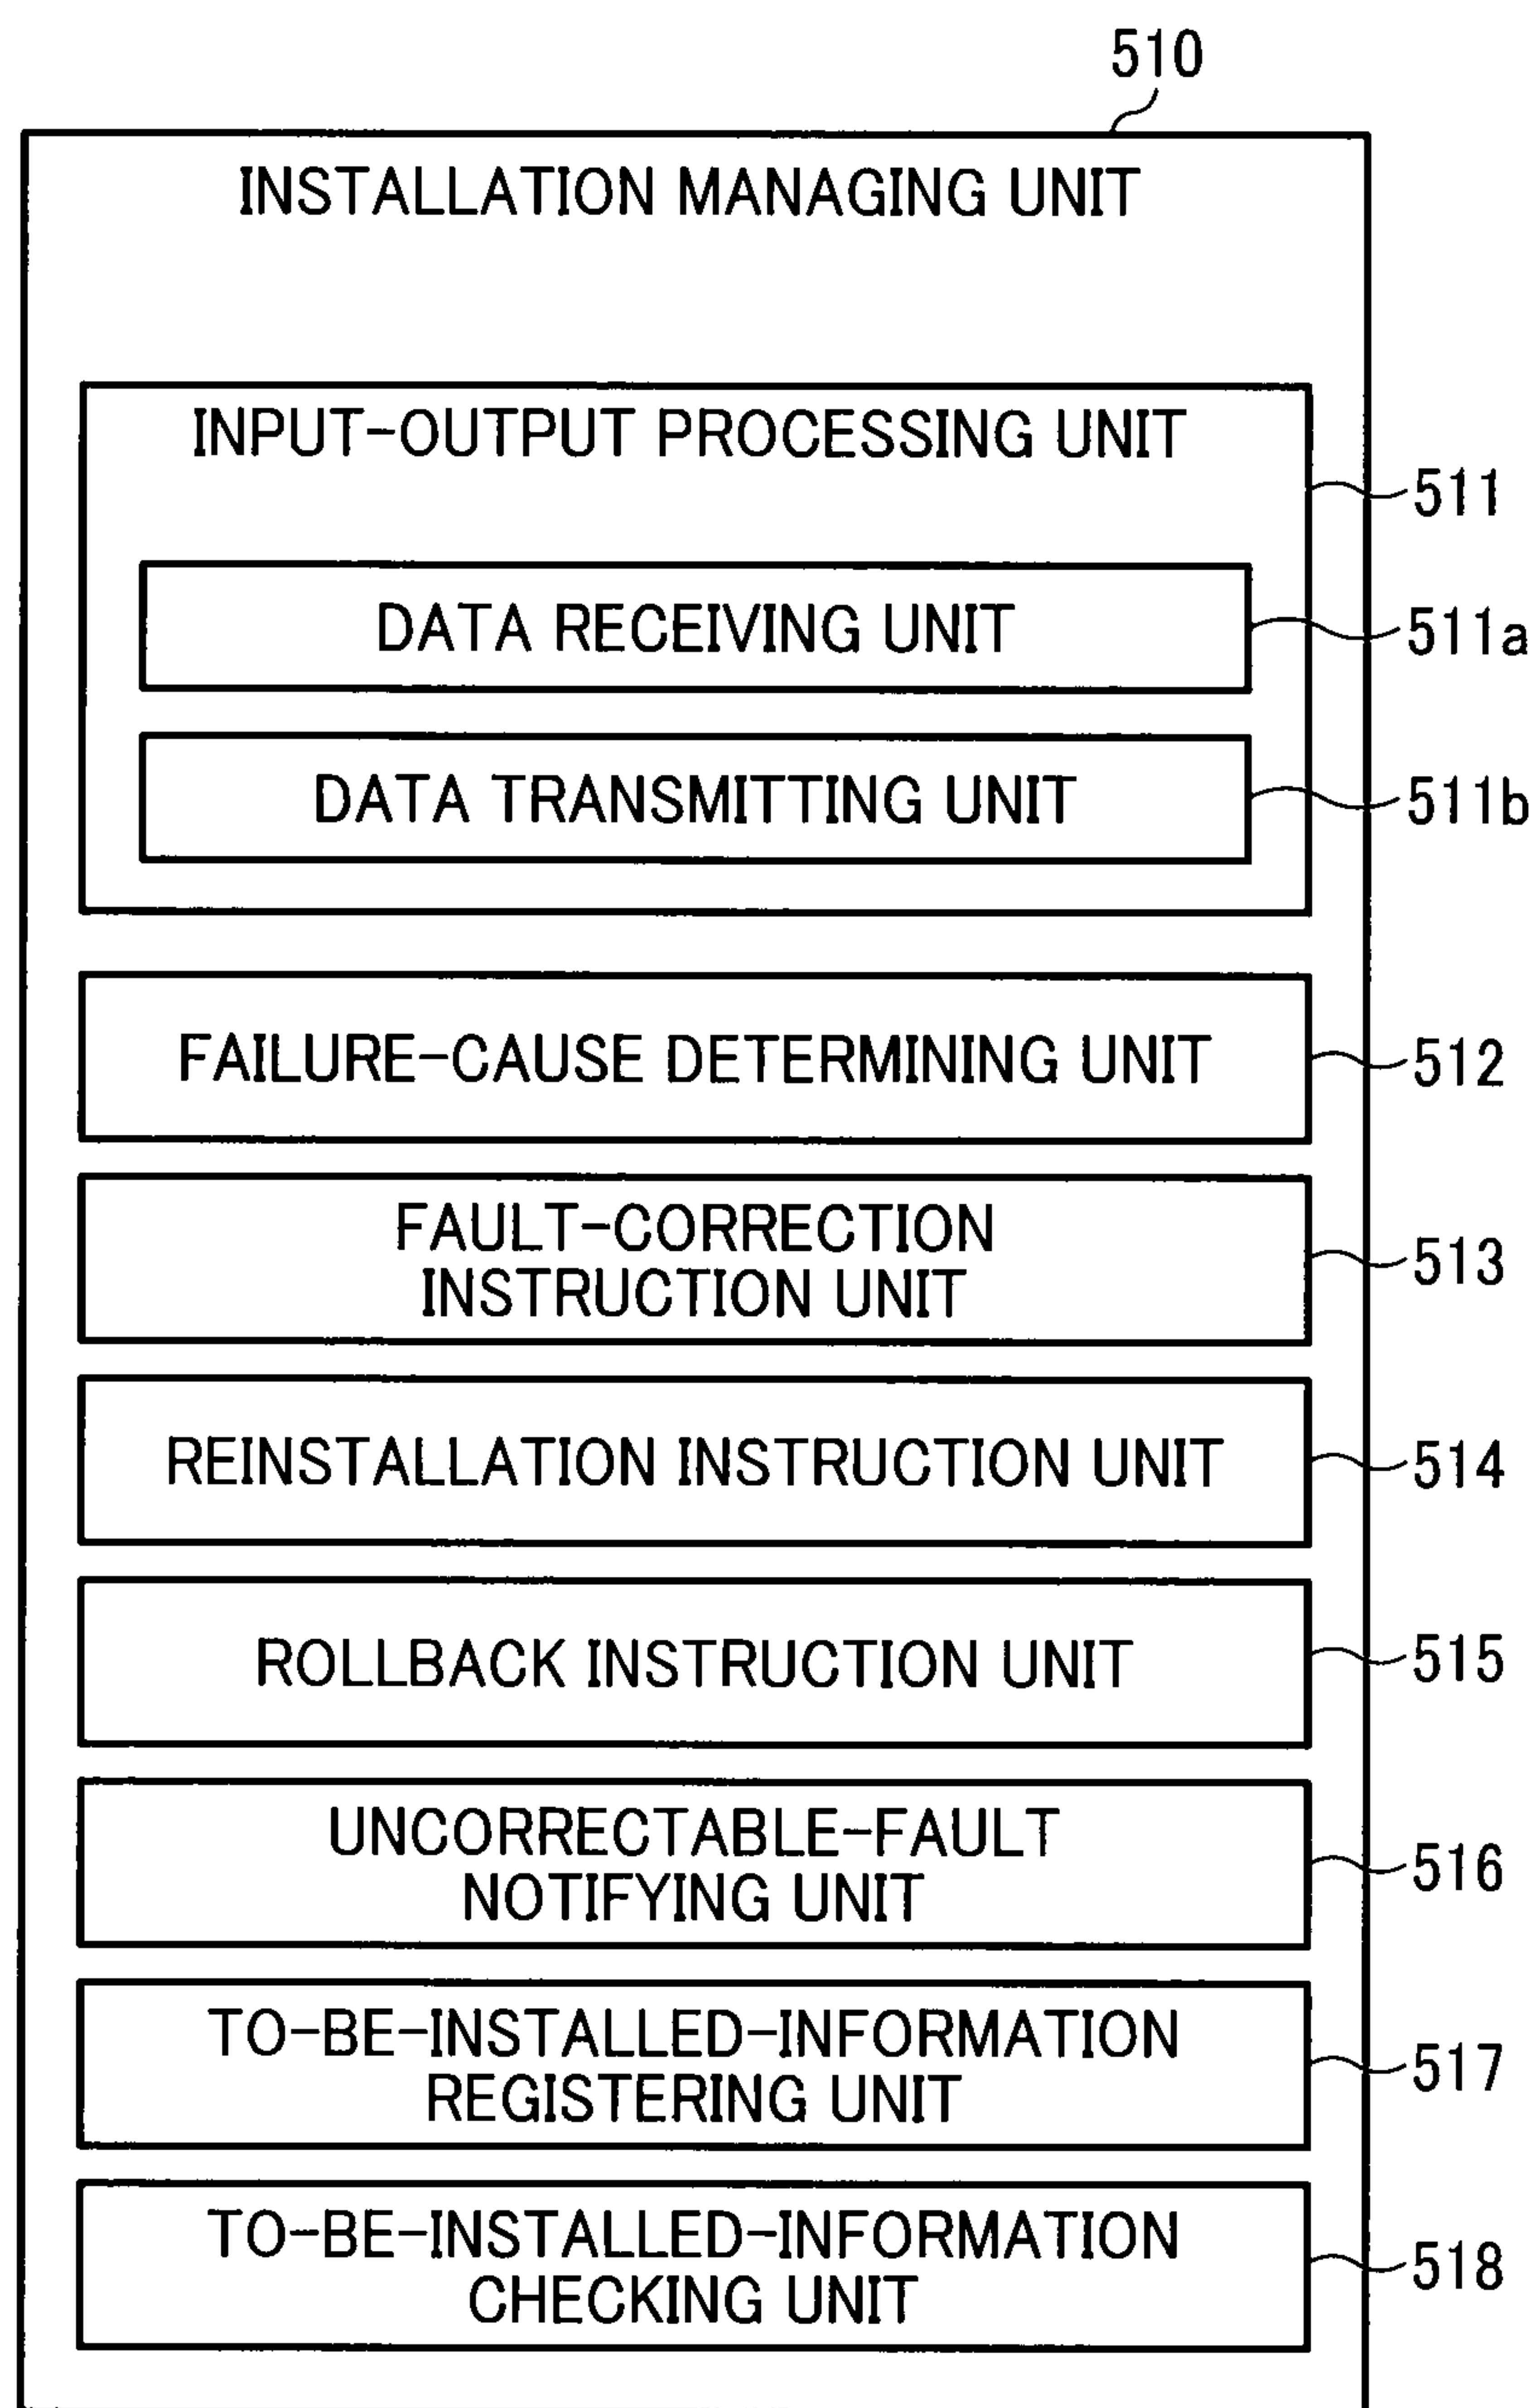 510
INSTALLATION MANAGING UNIT
INPUT-OUTPUT PROCESSING UNIT
511
DATA RECEIVING UNIT
511a
DATA TRANSMITTING UNIT
511b
FAILURE-CAUSE DETERMINING UNIT
512
FAULT-CORRECTION
INSTRUCTION UNIT
513
REINSTALLATION INSTRUCTION UNIT
514
ROLLBACK INSTRUCTION UNIT
515
UNCORRECTABLE-FAULT
NOTIFYING UNIT
516
TO-BE-INSTALLED-INFORMATION
REGISTERING UNIT
517
TO-BE-INSTALLED-INFORMATION
CHECKING UNIT
518